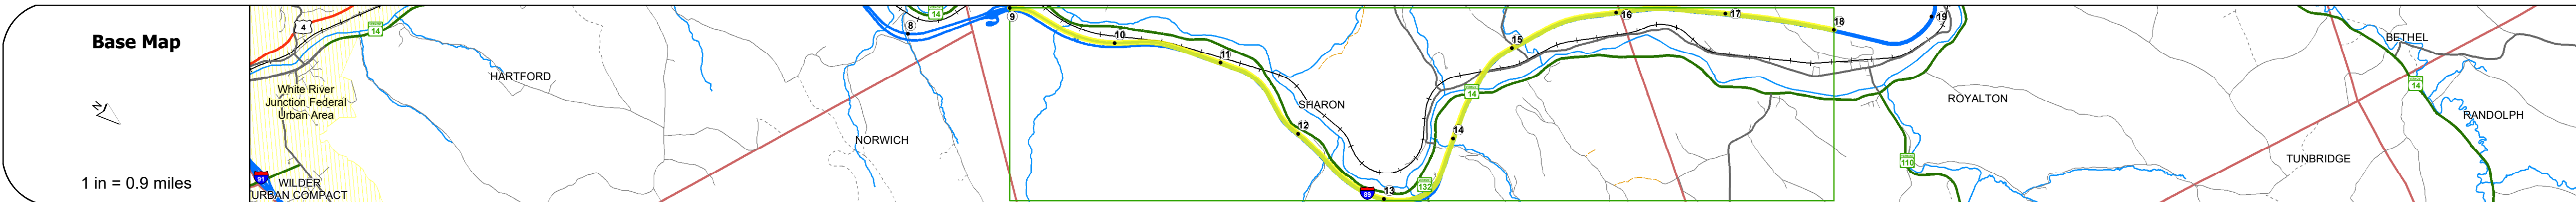 Base Map
N
1 in = 0.9 miles
4
14
HARTFORD
White River
Junction Federal
Urban Area
91
WILDER
URBAN COMPACT
8
14
NORWICH
9
10
11
12
SHARON
13
89
132
14
14
15
16
17
18
19
ROYALTON
110
BETHEL
14
RANDOLPH
TUNBRIDGE